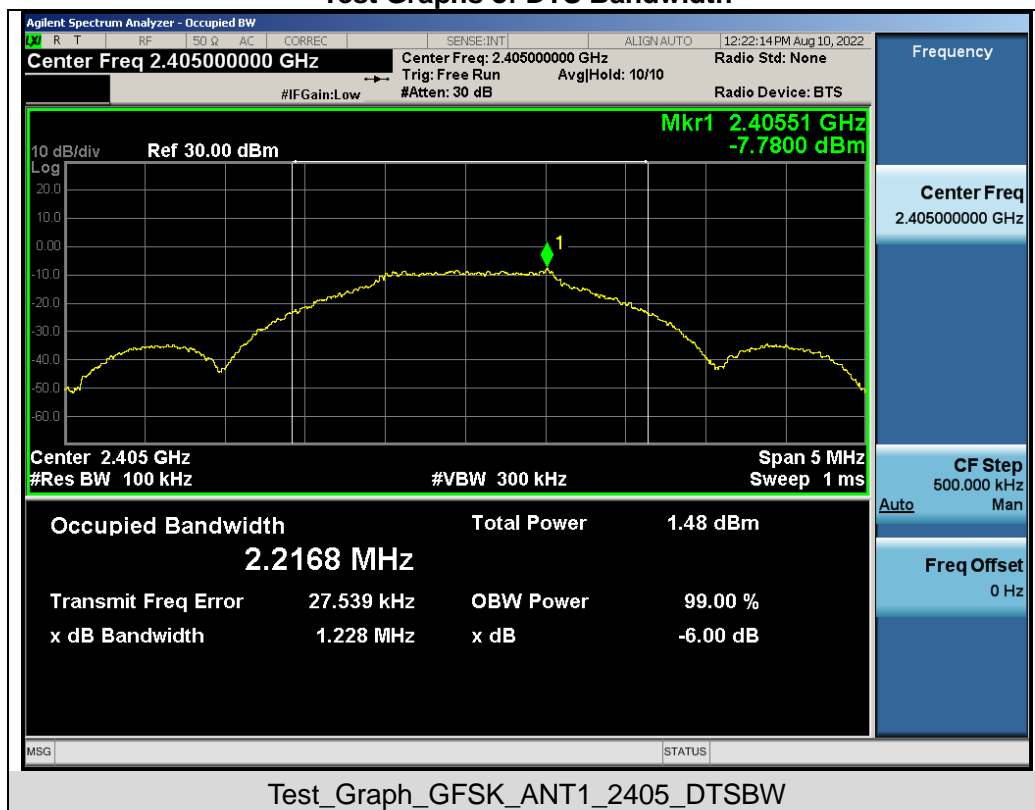 Test Graphs of DTS Bandwidth
Agilent Spectrum Analyzer - Occupied BW
LXI R T RF 50 Ω AC CORREC SENSE:INT ALIGN AUTO 12:22:14 PM Aug 10, 2022
Center Freq 2.405000000 GHz Center Freq: 2.405000000 GHz Radio Std: None
Trig: Free Run Avg|Hold: 10/10
#IFGain:Low #Atten: 30 dB Radio Device: BTS
Frequency
Mkr1 2.40551 GHz
10 dB/div Ref 30.00 dBm -7.7800 dBm
Log
20.0
10.0
0.00
1
-10.0
-20.0
-30.0
-40.0
-50.0
-60.0
Center 2.405 GHz Span 5 MHz
#Res BW 100 kHz #VBW 300 kHz Sweep 1 ms
Occupied Bandwidth Total Power 1.48 dBm
2.2168 MHz
Transmit Freq Error 27.539 kHz OBW Power 99.00 %
x dB Bandwidth 1.228 MHz x dB -6.00 dB
Center Freq
2.405000000 GHz
CF Step
500.000 kHz
Auto Man
Freq Offset
0 Hz
MSG STATUS
Test_Graph_GFSK_ANT1_2405_DTSBW